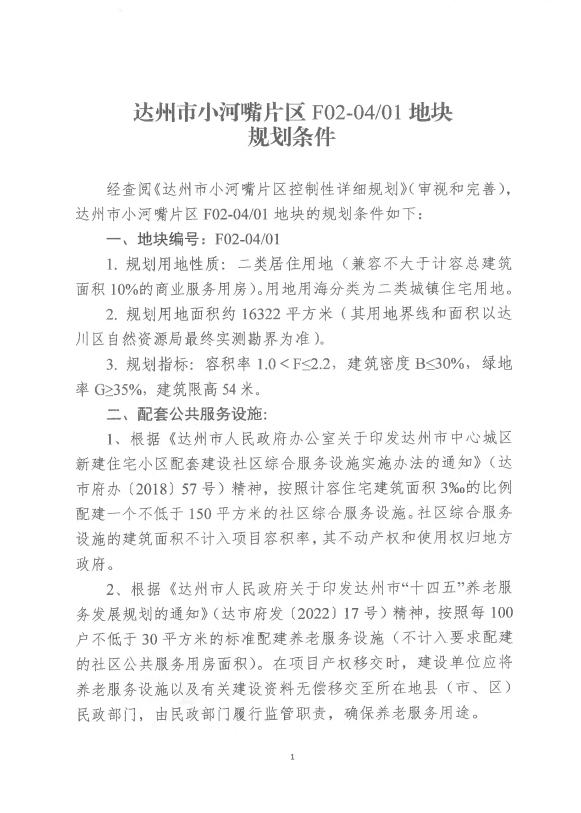 达州市小河嘴片区 F02-04/01 地块
规划条件
经查阅《达州市小河嘴片区控制性详细规划》（审视和完善），
达州市小河嘴片区 F02-04/01 地块的规划条件如下：
一、地块编号：F02-04/01
1. 规划用地性质：二类居住用地（兼容不大于计容总建筑
面积 10%的商业服务用房）。用地用海分类为二类城镇住宅用地。
2. 规划用地面积约 16322 平方米（其用地界线和面积以达
川区自然资源局最终实测勘界为准）。
3. 规划指标：容积率 1.0＜F≤2.2，建筑密度 B≤30%，绿地
率 G≥35%，建筑限高 54 米。
二、配套公共服务设施：
1、根据《达州市人民政府办公室关于印发达州市中心城区
新建住宅小区配套建设社区综合服务设施实施办法的通知》（达
市府办〔2018〕57 号）精神，按照计容住宅建筑面积 3‰的比例
配建一个不低于 150 平方米的社区综合服务设施。社区综合服务
设施的建筑面积不计入项目容积率，其不动产权和使用权归地方
政府。
2、根据《达州市人民政府关于印发达州市“十四五”养老服
务发展规划的通知》（达市府发〔2022〕17 号）精神，按照每 100
户不低于 30 平方米的标准配建养老服务设施（不计入要求配建
的社区公共服务用房面积）。在项目产权移交时，建设单位应将
养老服务设施以及有关建设资料无偿移交至所在地县（市、区）
民政部门，由民政部门履行监管职责，确保养老服务用途。
1